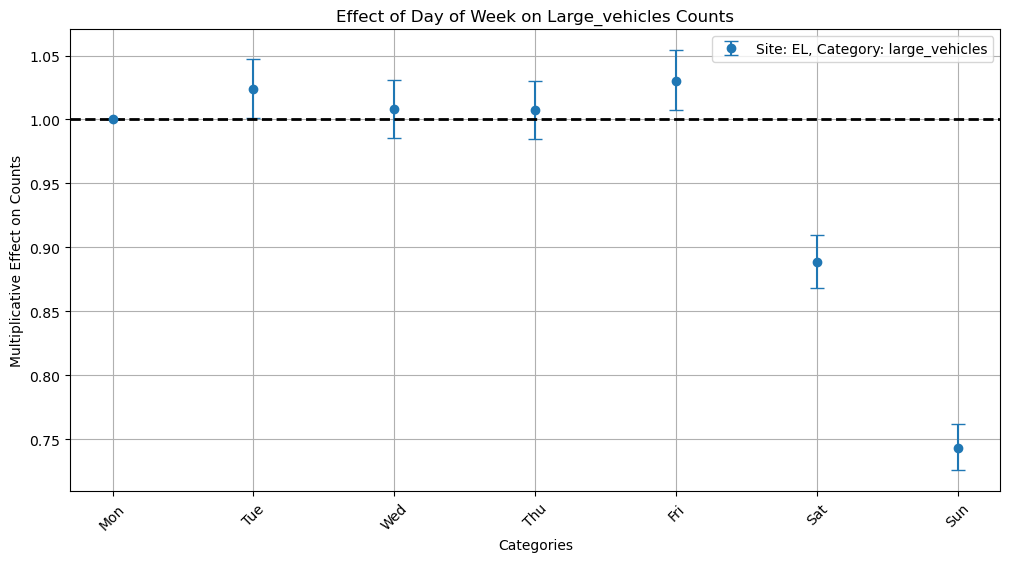 Effect of Day of Week on Large_vehicles Counts
Site: EL, Category: large_vehicles
Multiplicative Effect on Counts
1.05
1.00
0.95
0.90
0.85
0.80
0.75
Mon Tue Wed Thu Fri Sat Sun
Categories